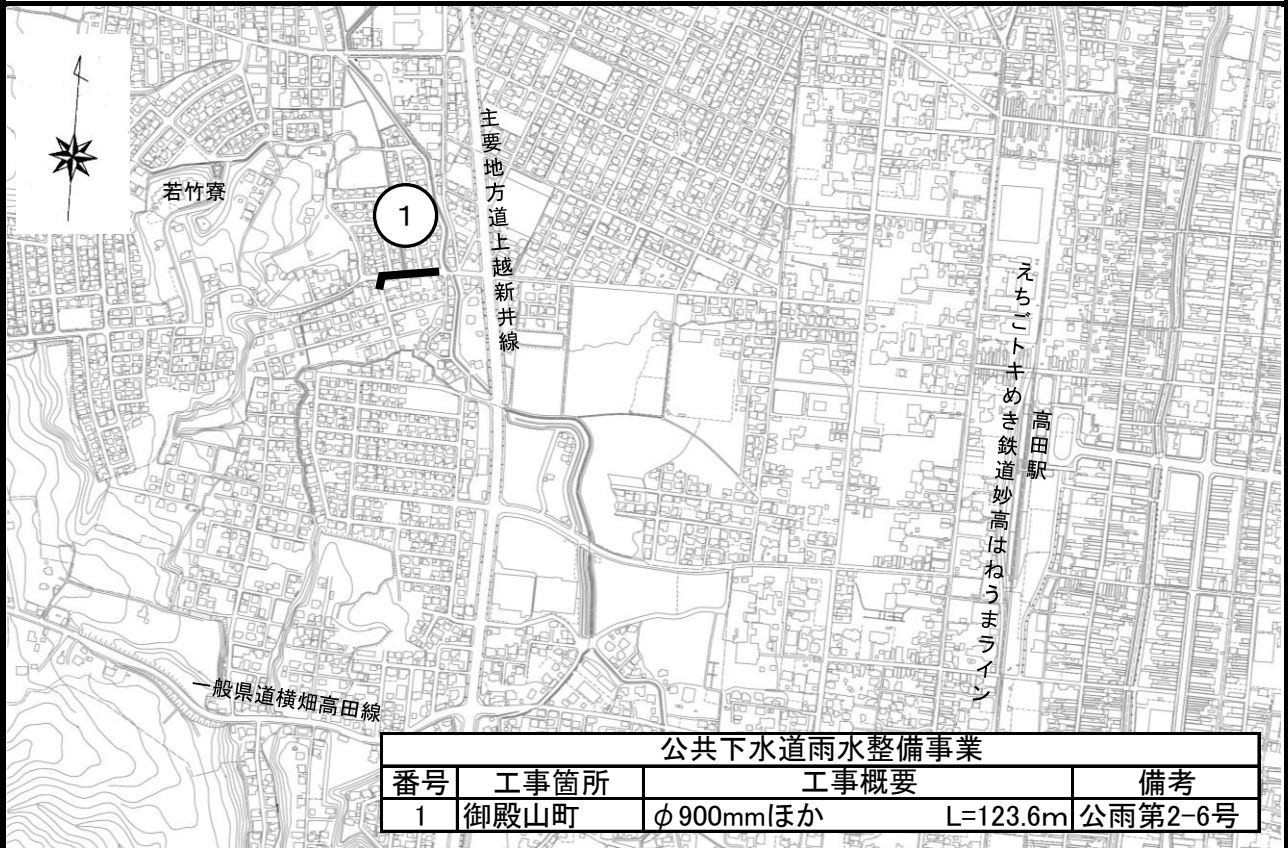 若竹寮
1
主要地方道上越新井線
えちごトキめき鉄道妙高はねうまライン
高田駅
一般県道横畑高田線
公共下水道雨水整備事業
番号 工事箇所 工事概要 備考
1 御殿山町 φ900mmほか L=123.6m 公雨第2-6号